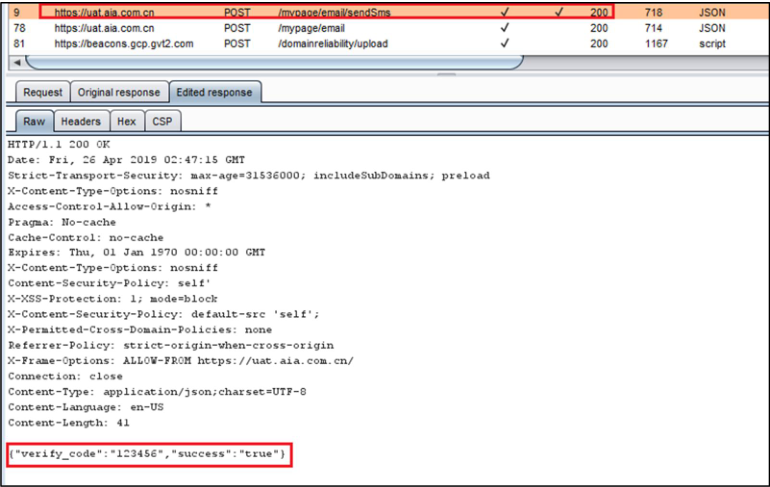 9 https://uat.aia.com.cn POST /mypage/email/sendSms ✓ ✓ 200 718 JSON
78 https://uat.aia.com.cn POST /mypage/email ✓ 200 714 JSON
81 https://beacons.gcp.gvt2.com POST /domainreliability/upload ✓ 200 1167 script
Request Original response Edited response
Raw Headers Hex CSP
HTTP/1.1 200 OK
Date: Fri, 26 Apr 2019 02:47:15 GMT
Strict-Transport-Security: max-age=31536000; includeSubDomains; preload
X-Content-Type-Options: nosniff
Access-Control-Allow-Origin: *
Pragma: No-cache
Cache-Control: no-cache
Expires: Thu, 01 Jan 1970 00:00:00 GMT
X-Content-Type-Options: nosniff
Content-Security-Policy: self'
X-XSS-Protection: 1; mode=block
X-Content-Security-Policy: default-src 'self';
X-Permitted-Cross-Domain-Policies: none
Referrer-Policy: strict-origin-when-cross-origin
X-Frame-Options: ALLOW-FROM https://uat.aia.com.cn/
Connection: close
Content-Type: application/json;charset=UTF-8
Content-Language: en-US
Content-Length: 41
{"verify_code":"123456","success":"true"}